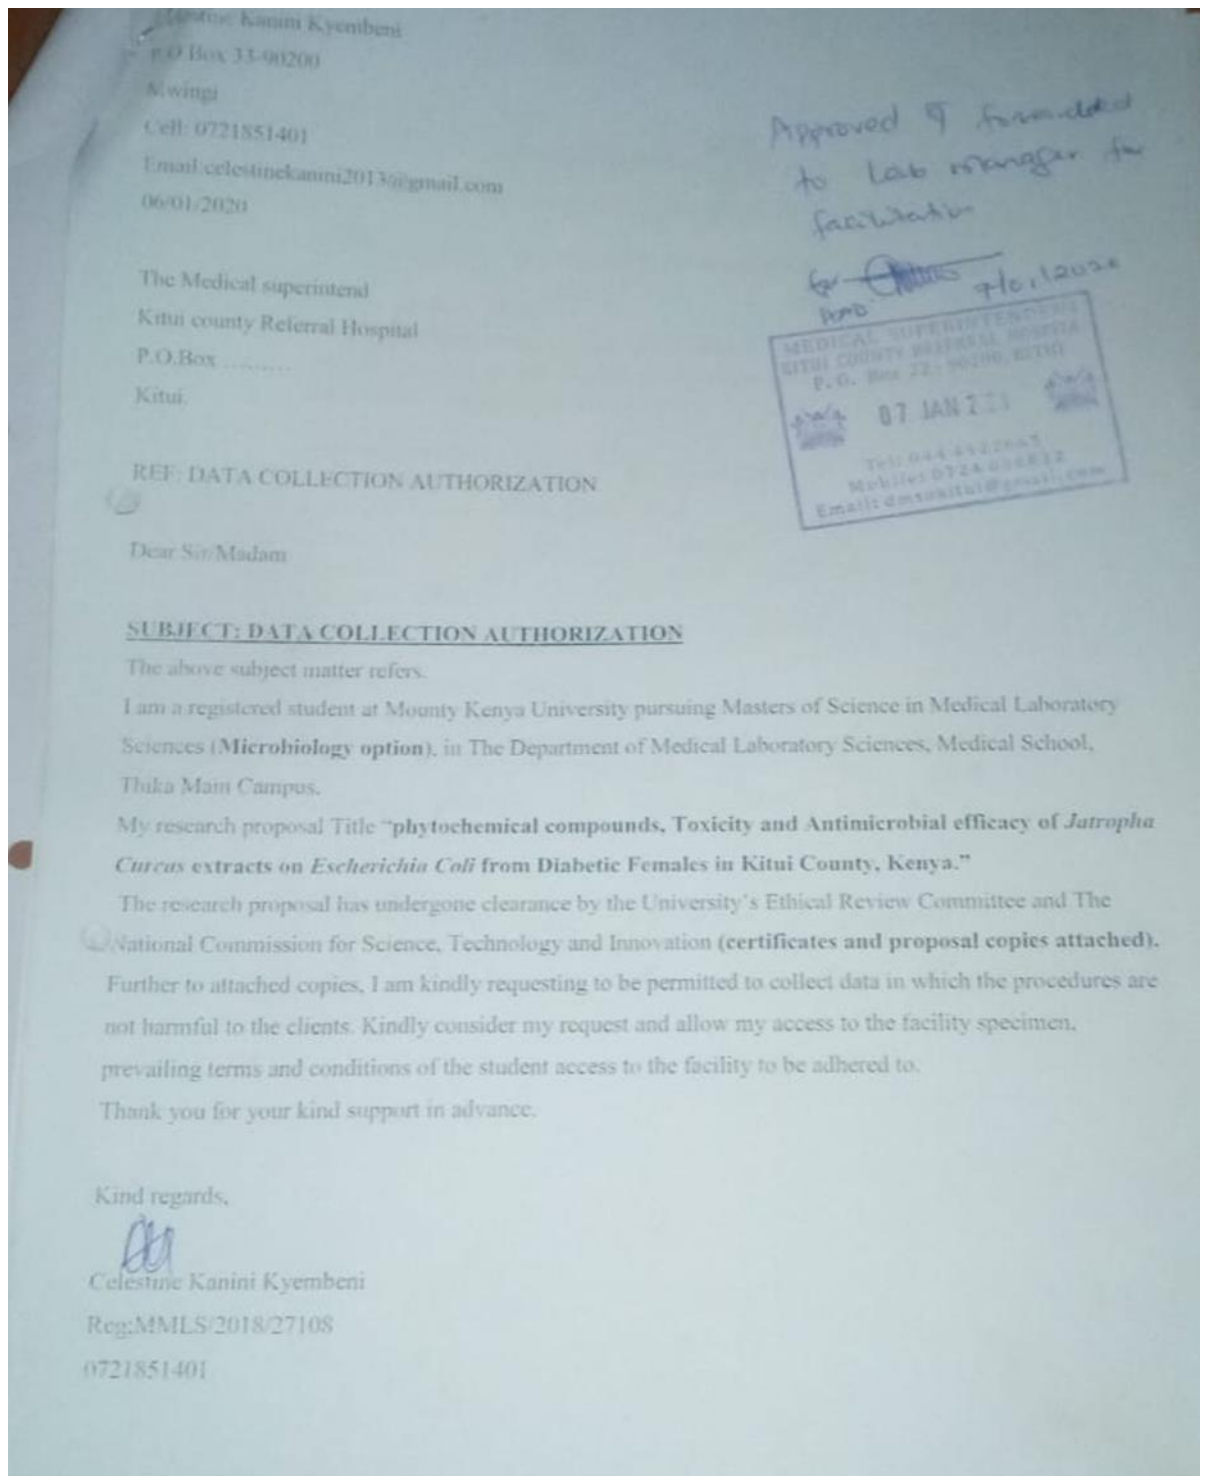 Celestine Kanini Kyembeni
P.O Box 33-90200
Mwingi
Cell: 0721851401
Email:celestinekanini2013@gmail.com
06/01/2020
Approved & forwarded
to Lab manager for
facilitation
for
7/01/2020
The Medical superintend
Kitui county Referral Hospital
P.O.Box ..........
Kitui.
MEDICAL SUPERINTENDENT
KITUI COUNTY REFERRAL HOSPITAL
P.O. Box 22 - 90200, KITUI
07 JAN
REF: DATA COLLECTION AUTHORIZATION
Dear Sir/Madam
SUBJECT: DATA COLLECTION AUTHORIZATION
The above subject matter refers.
I am a registered student at Mounty Kenya University pursuing Masters of Science in Medical Laboratory
Sciences (Microbiology option), in The Department of Medical Laboratory Sciences, Medical School,
Thika Main Campus.
My research proposal Title “phytochemical compounds, Toxicity and Antimicrobial efficacy of Jatropha
Curcas extracts on Escherichia Coli from Diabetic Females in Kitui County, Kenya.”
The research proposal has undergone clearance by the University’s Ethical Review Committee and The
National Commission for Science, Technology and Innovation (certificates and proposal copies attached).
Further to attached copies, I am kindly requesting to be permitted to collect data in which the procedures are
not harmful to the clients. Kindly consider my request and allow my access to the facility specimen,
prevailing terms and conditions of the student access to the facility to be adhered to.
Thank you for your kind support in advance.
Kind regards,
Celestine Kanini Kyembeni
Reg:MMLS/2018/27108
0721851401